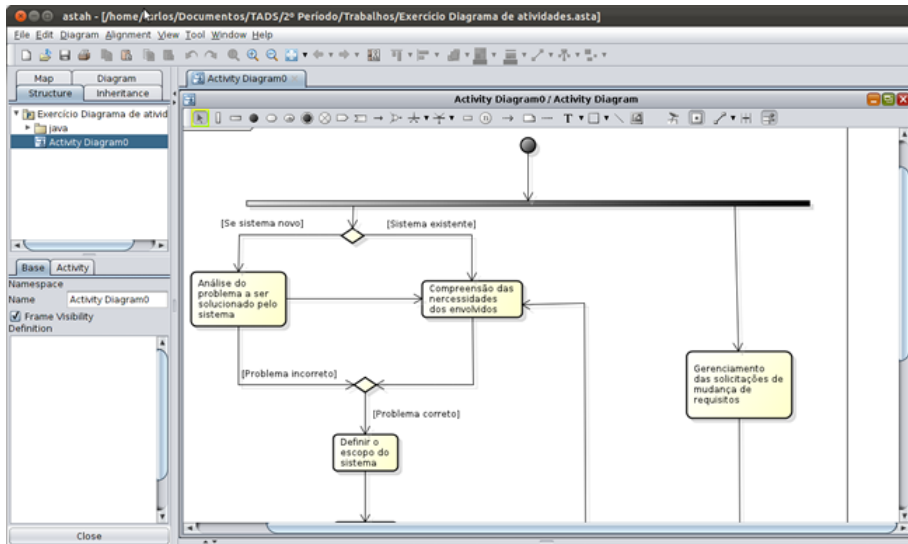 astah - [/home/carlos/Documentos/TADS/2º Período/Trabalhos/Exercício Diagrama de atividades.asta]
File Edit Diagram Alignment View Tool Window Help
Map Diagram
Structure Inheritance
Exercício Diagrama de ativid
java
Activity Diagram0
Base Activity
Namespace
Name Activity Diagram0
Frame Visibility
Definition
Close
Activity Diagram0
Activity Diagram0 / Activity Diagram
T
[Se sistema novo]
[Sistema existente]
Análise do
problema a ser
solucionado pelo
sistema
Compreensão das
nercessidades
dos envolvidos
[Problema incorreto]
[Problema correto]
Definir o
escopo do
sistema
Gerenciamento
das solicitações de
mudança de
requisitos